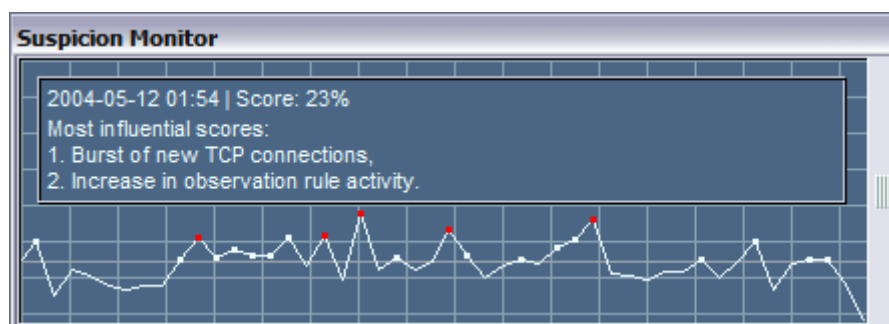 Suspicion Monitor
2004-05-12 01:54 | Score: 23%
Most influential scores:
1. Burst of new TCP connections,
2. Increase in observation rule activity.